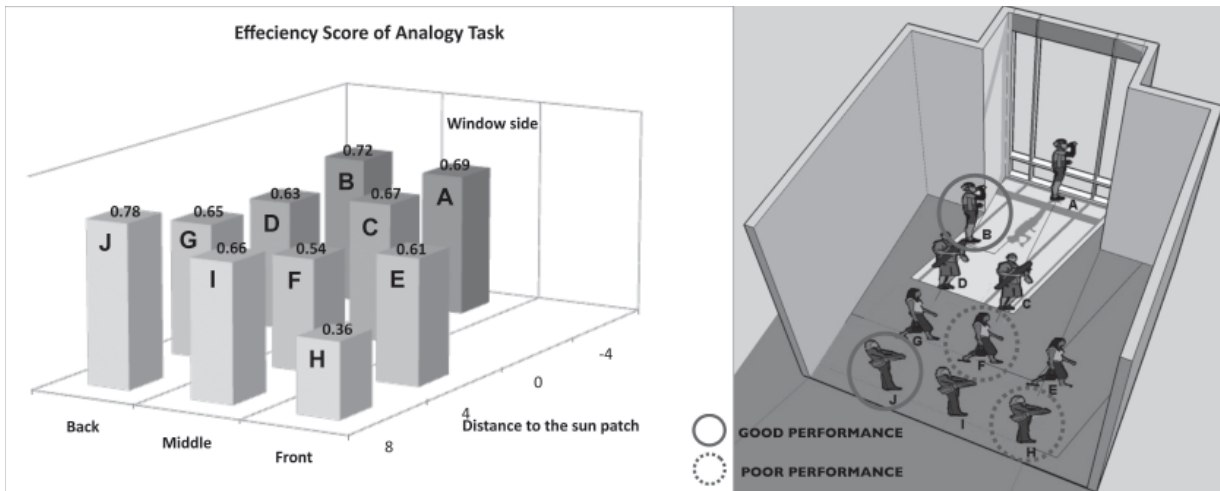 Effeciency Score of Analogy Task
Window side
0.72
0.69
B
A
0.63
0.67
D
C
0.78
0.65
J
G
0.66
0.54
0.61
I
F
E
0.36
H
-4
0
4
8
Back
Middle
Front
Distance to the sun patch
A
B
D
C
G
F
E
J
I
H
GOOD PERFORMANCE
POOR PERFORMANCE